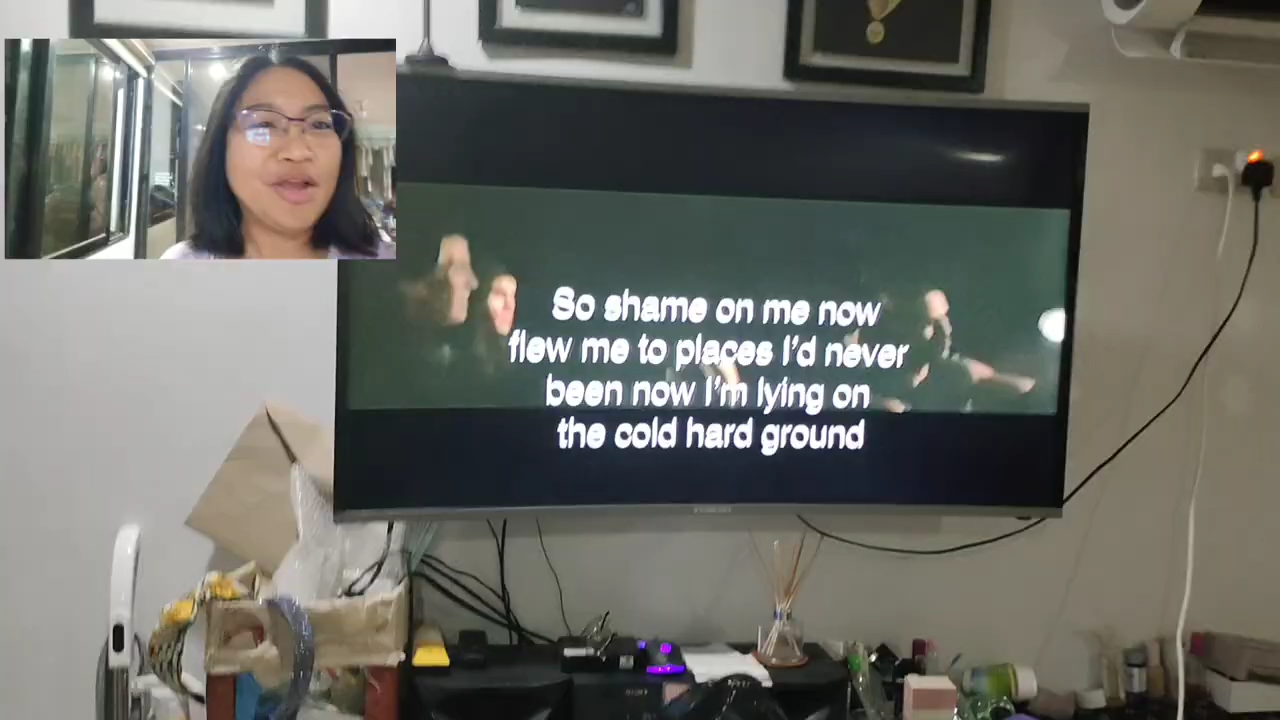 So shame on me now
flew me to places I'd never
been now I'm lying on
the cold hard ground